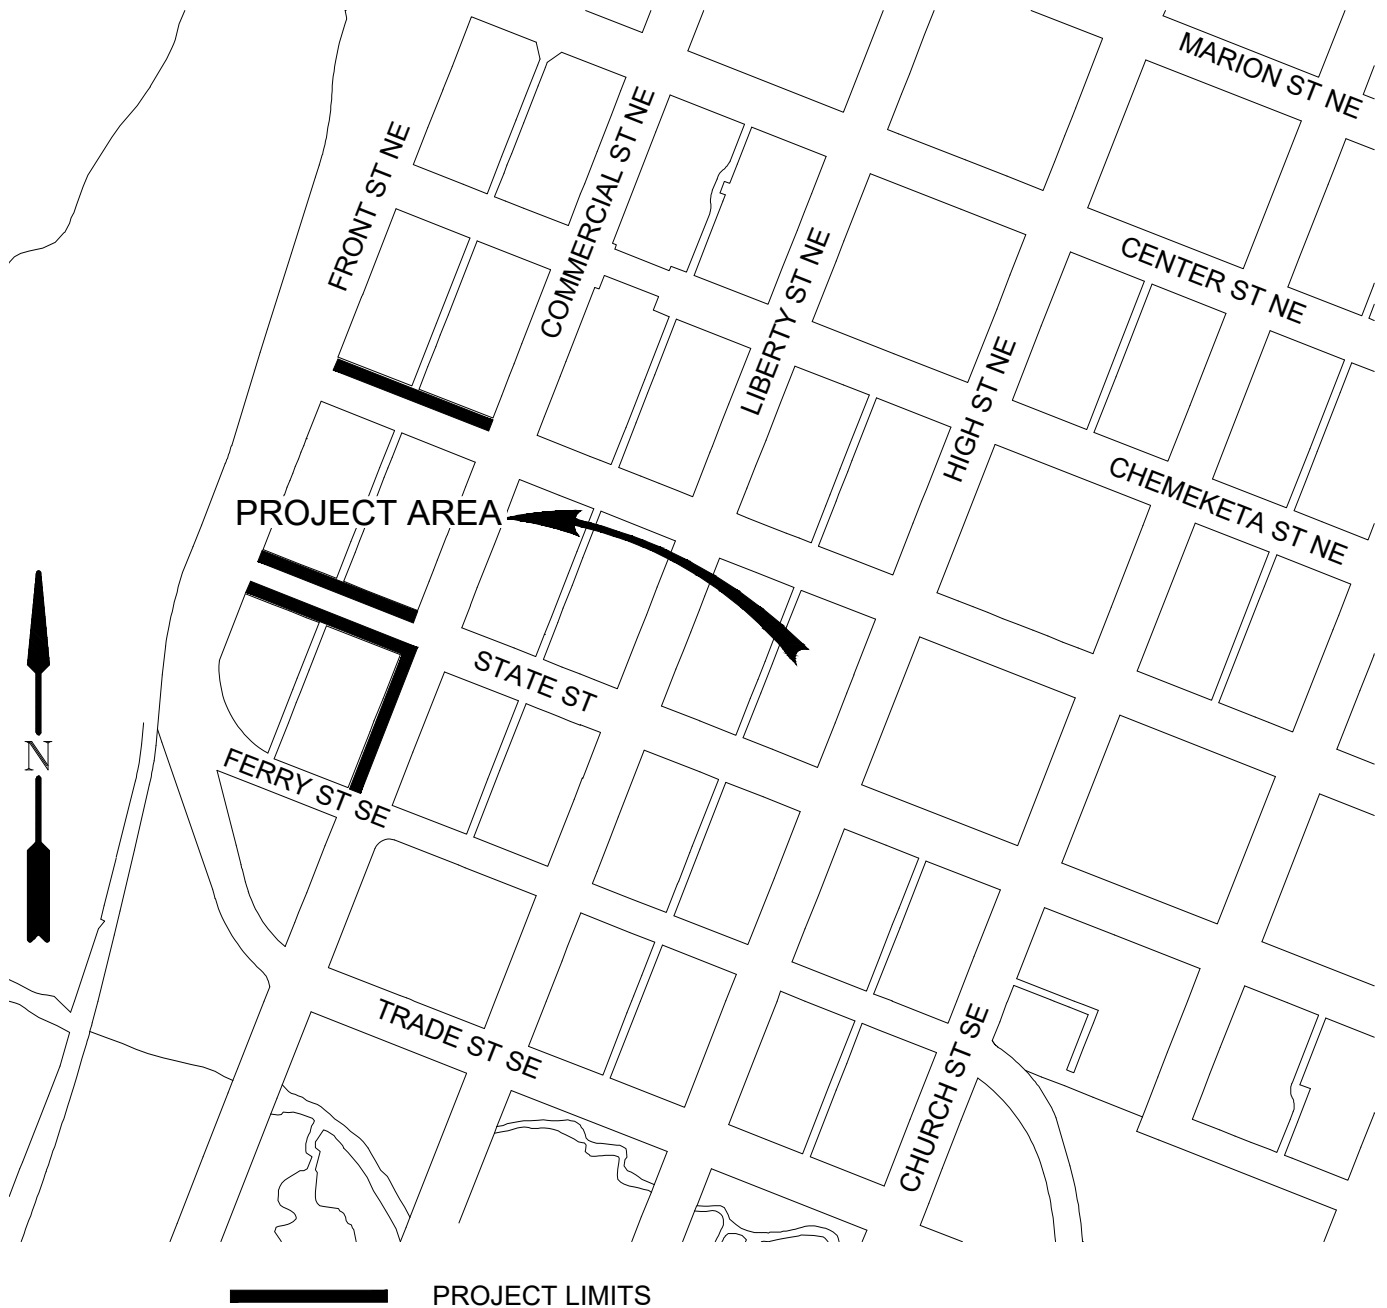 MARION ST NE
FRONT ST NE
COMMERCIAL ST NE
LIBERTY ST NE
CENTER ST NE
HIGH ST NE
CHEMEKETA ST NE
PROJECT AREA
STATE ST
N
FERRY ST SE
TRADE ST SE
CHURCH ST SE
PROJECT LIMITS